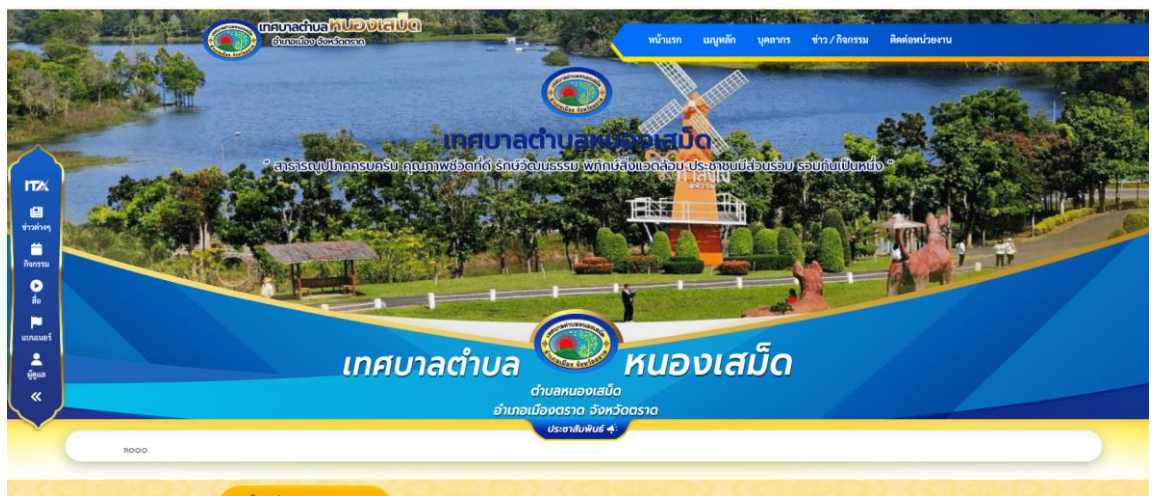 เทศบาลตำบลหนองเสม็ด
อำเภอเมือง จังหวัดตราด
หน้าแรก เมนูหลัก บุคลากร ข่าว / กิจกรรม ติดต่อหน่วยงาน
เทศบาลตำบลหนองเสม็ด
" สาธารณูปโภคครบครัน คุณภาพชีวิตที่ดี รักษ์วัฒนธรรม พิทักษ์สิ่งแวดล้อม ประชาชนมีส่วนร่วม รวมกันเป็นหนึ่ง "
ITA
ข่าวต่างๆ
กิจกรรม
สื่อ
แบนเนอร์
ผู้ดูแล
เทศบาลตำบล หนองเสม็ด
ตำบลหนองเสม็ด
อำเภอเมืองตราด จังหวัดตราด
ประชาสัมพันธ์